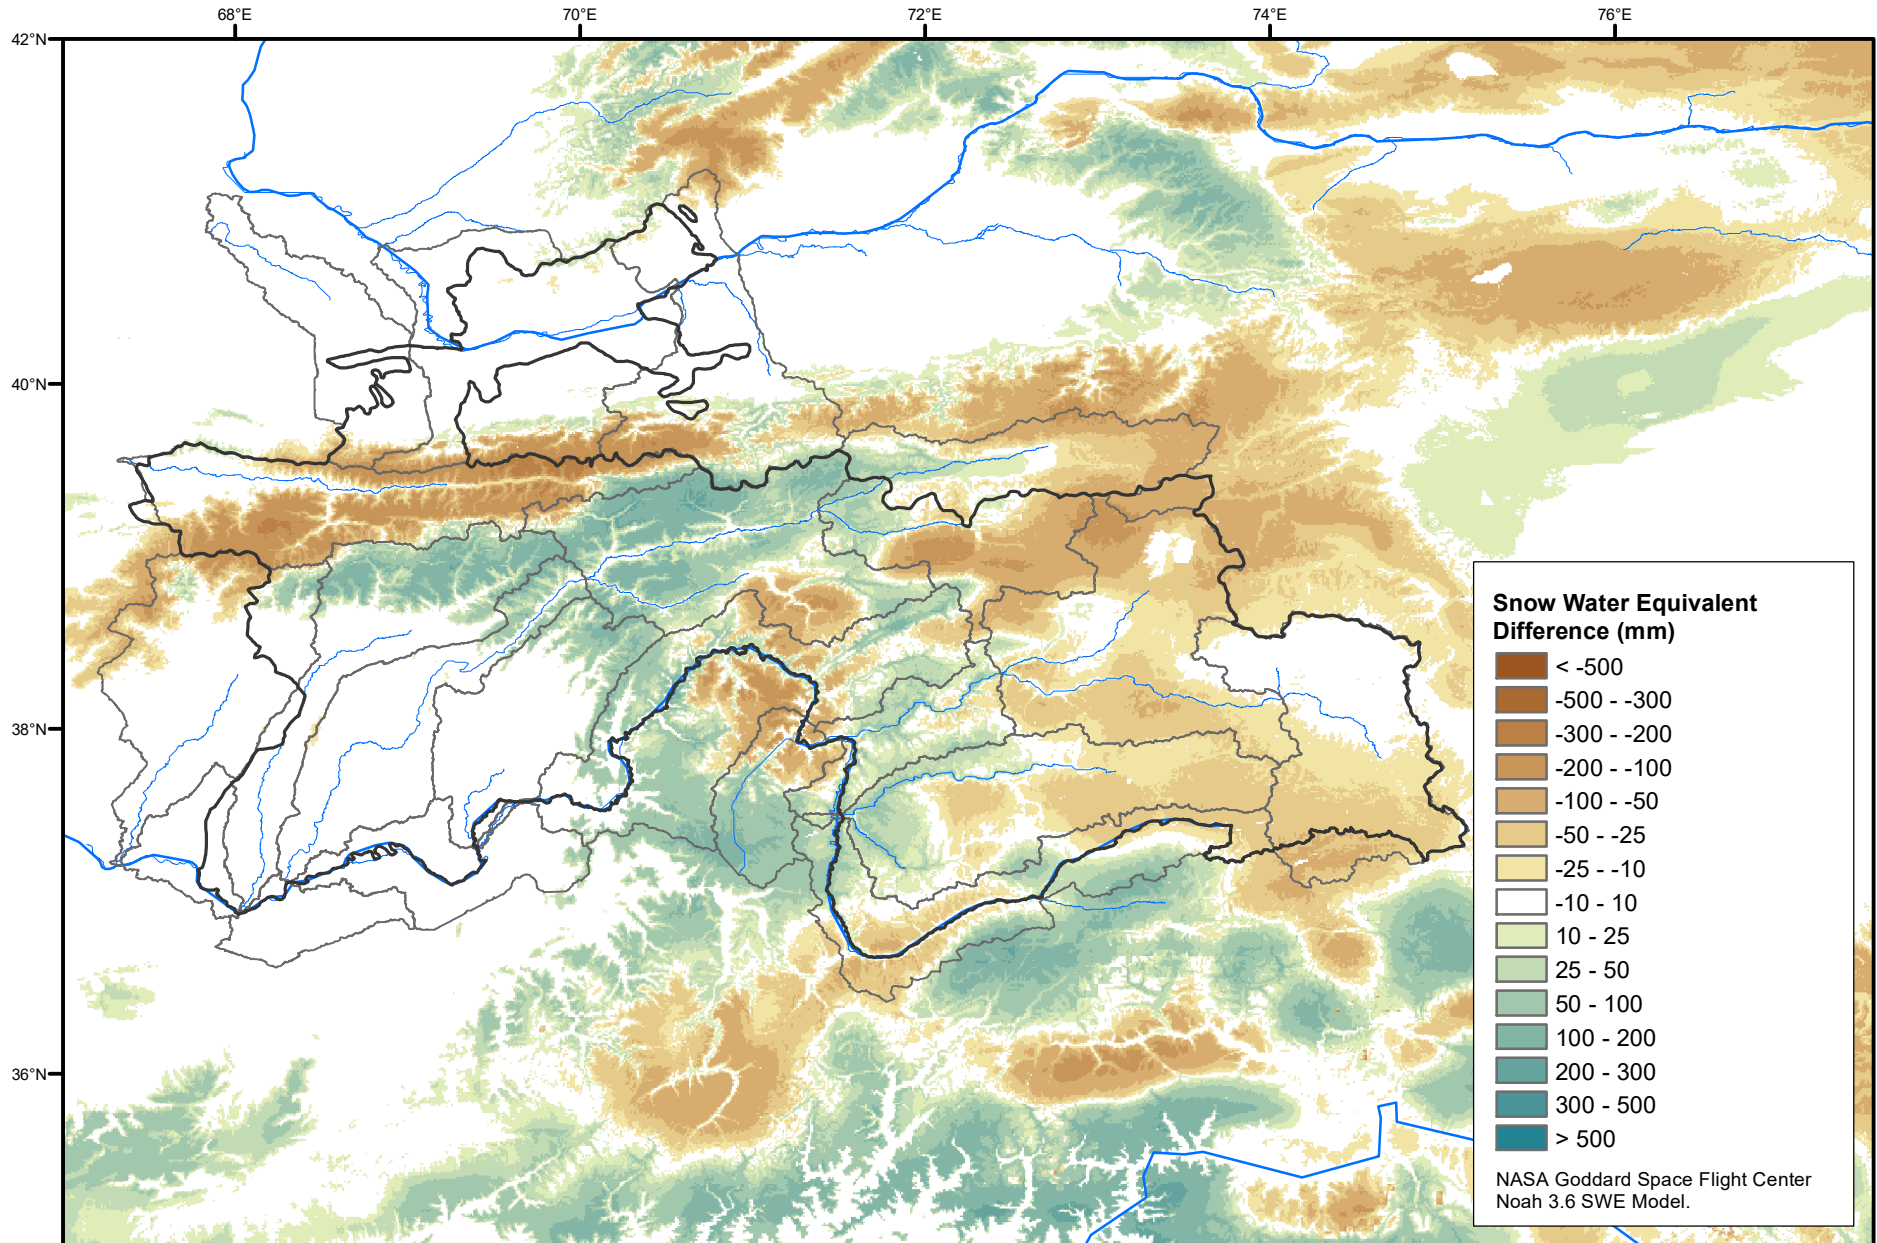 68°E 70°E 72°E 74°E 76°E
42°N
40°N
38°N
36°N
Snow Water Equivalent
Difference (mm)
< -500
-500 - -300
-300 - -200
-200 - -100
-100 - -50
-50 - -25
-25 - -10
-10 - 10
10 - 25
25 - 50
50 - 100
100 - 200
200 - 300
300 - 500
> 500
NASA Goddard Space Flight Center
Noah 3.6 SWE Model.